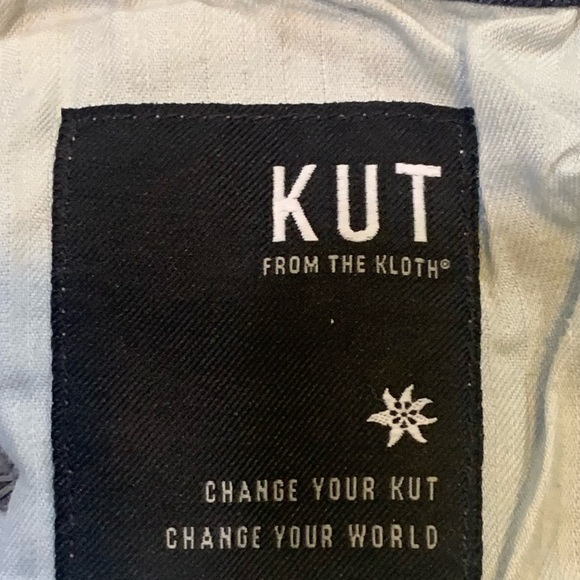 KUT
FROM THE KLOTH®
CHANGE YOUR KUT
CHANGE YOUR WORLD